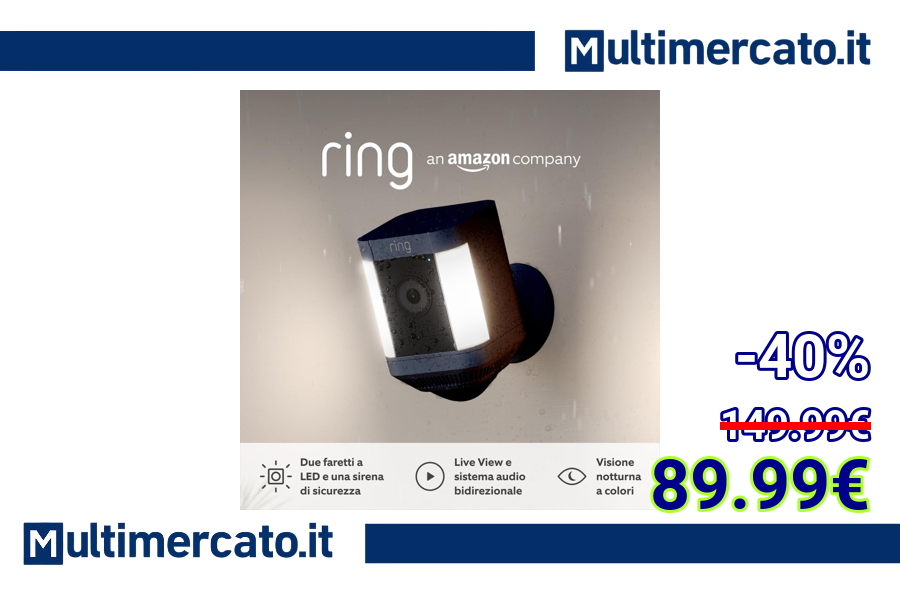 Multimercato.it
ring an amazon company
ring
-40%
149.99€
89.99€
Due faretti a
LED e una sirena
di sicurezza
Live View e
sistema audio
bidirezionale
Visione
notturna
a colori
Multimercato.it